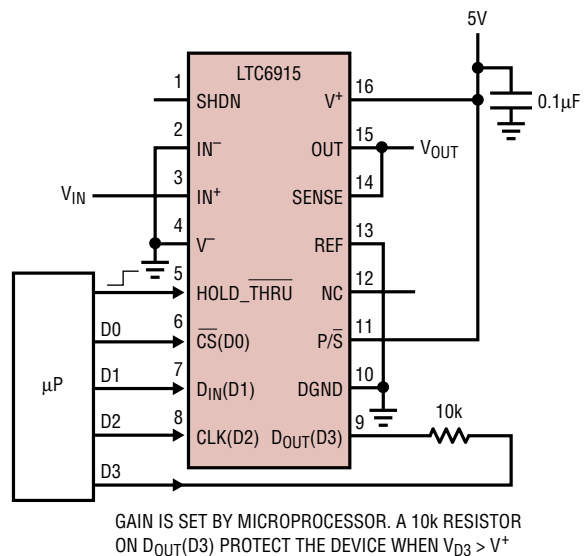 5V
LTC6915
1
SHDN
16
V+
0.1µF
2
IN−
15
OUT
VOUT
VIN
3
IN+
14
SENSE
4
V−
13
REF
5
HOLD_THRU
12
NC
D0
6
CS(D0)
11
P/S
µP
D1
7
DIN(D1)
10
DGND
D2
8
CLK(D2)
9
DOUT(D3)
10k
D3
GAIN IS SET BY MICROPROCESSOR. A 10k RESISTOR
ON DOUT(D3) PROTECT THE DEVICE WHEN VD3 > V+